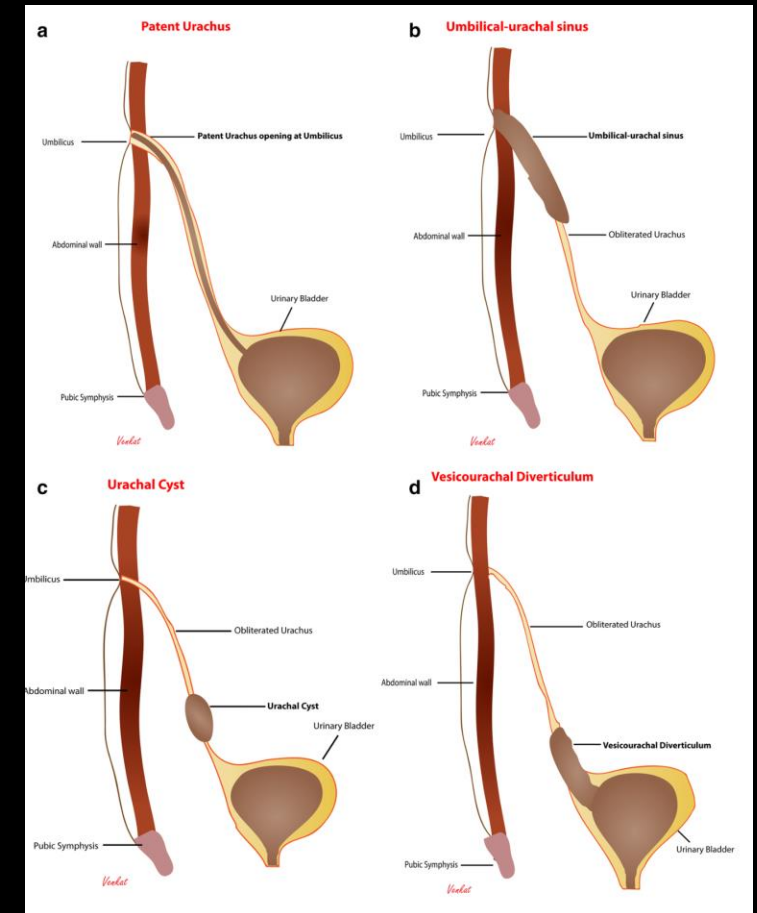 a
Patent Urachus
Umbilicus
Patent Urachus opening at Umbilicus
Abdominal wall
Urinary Bladder
Pubic Symphysis
Venkat
b
Umbilical-urachal sinus
Umbilicus
Umbilical-urachal sinus
Abdominal wall
Obliterated Urachus
Urinary Bladder
Pubic Symphysis
Venkat
c
Urachal Cyst
mbilicus
Obliterated Urachus
Abdominal wall
Urachal Cyst
Urinary Bladder
Pubic Symphysis
Venkat
d
Vesicourachal Diverticulum
Umbilicus
Obliterated Urachus
Abdominal wall
Vesicourachal Diverticulum
Urinary Bladder
Pubic Symphysis
Venkat